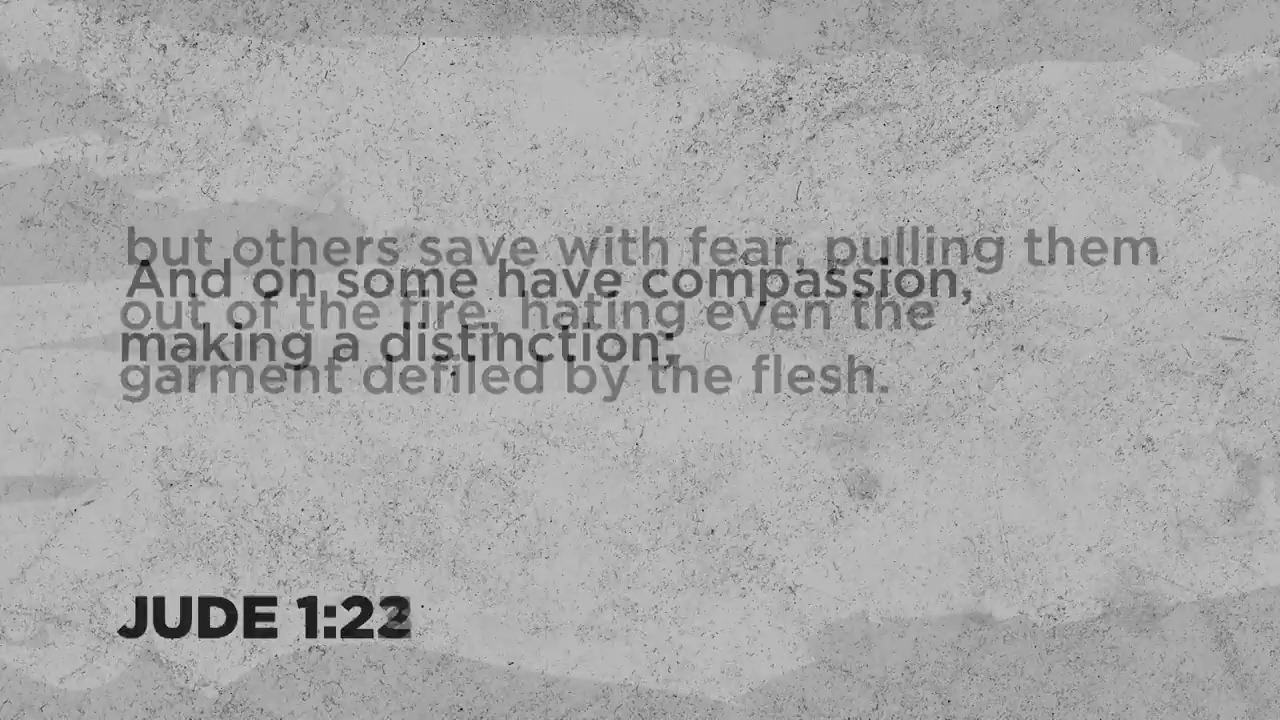 but others save with fear, pulling them
And on some have compassion,
out of the fire, hating even the
making a distinction;
garment defiled by the flesh.
JUDE 1:22